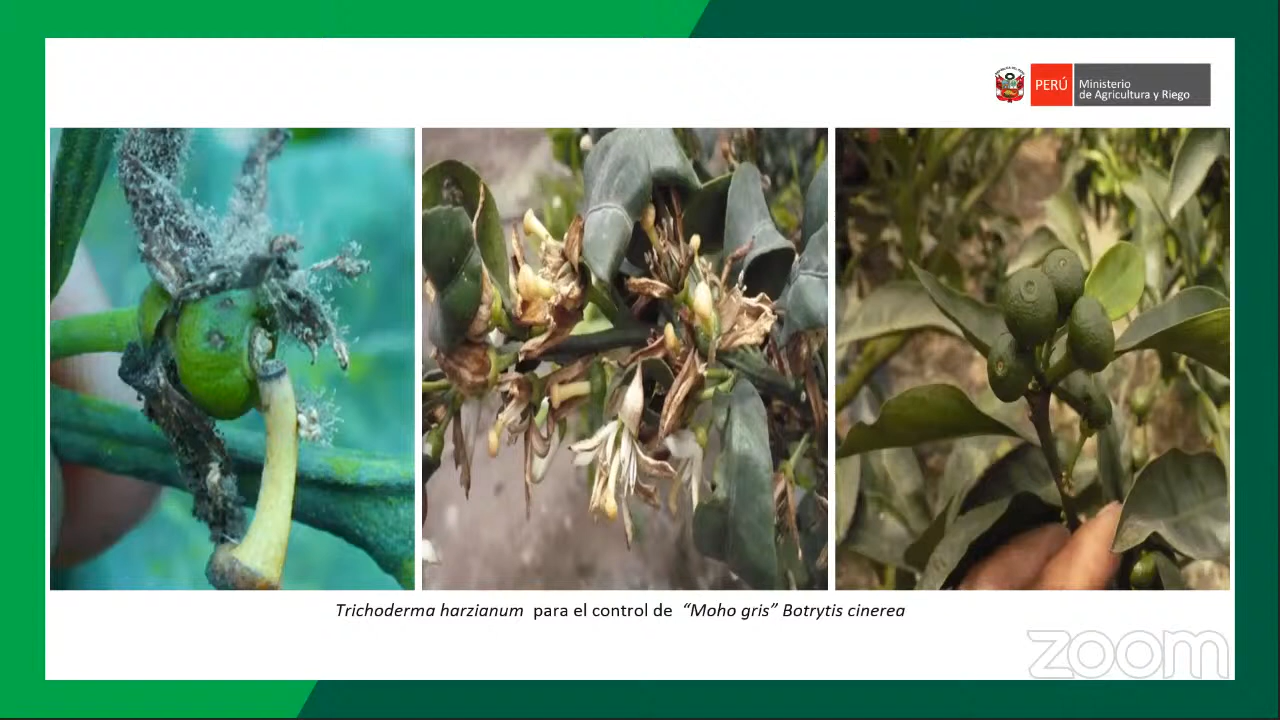 PERÚ
Ministerio
de Agricultura y Riego
Trichoderma harzianum para el control de “Moho gris” Botrytis cinerea
zoom